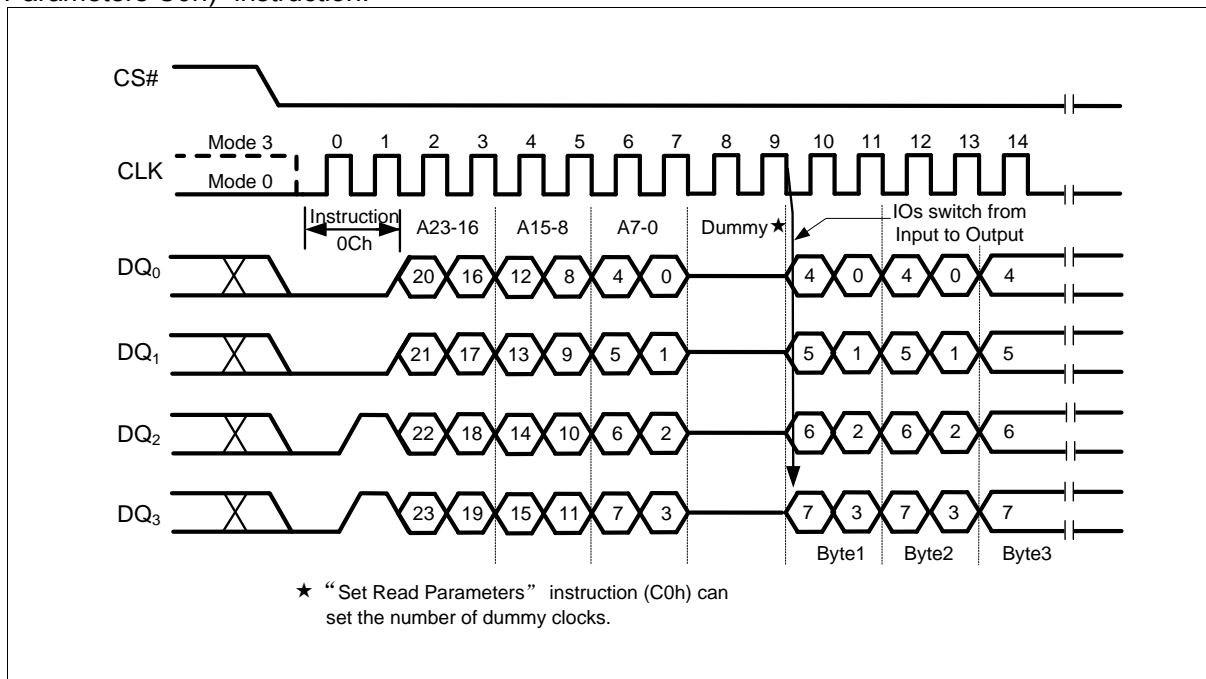 Parameters C0h)" instruction.
CS#
Mode 3
0 1 2 3 4 5 6 7 8 9 10 11 12 13 14
CLK
Mode 0
Instruction
0Ch
A23-16 A15-8 A7-0 Dummy★
IOs switch from
Input to Output
DQ0
20 16 12 8 4 0 4 0 4 0 4
DQ1
21 17 13 9 5 1 5 1 5 1 5
DQ2
22 18 14 10 6 2 6 2 6 2 6
DQ3
23 19 15 11 7 3 7 3 7 3 7
Byte1 Byte2 Byte3
★ “Set Read Parameters” instruction (C0h) can
set the number of dummy clocks.